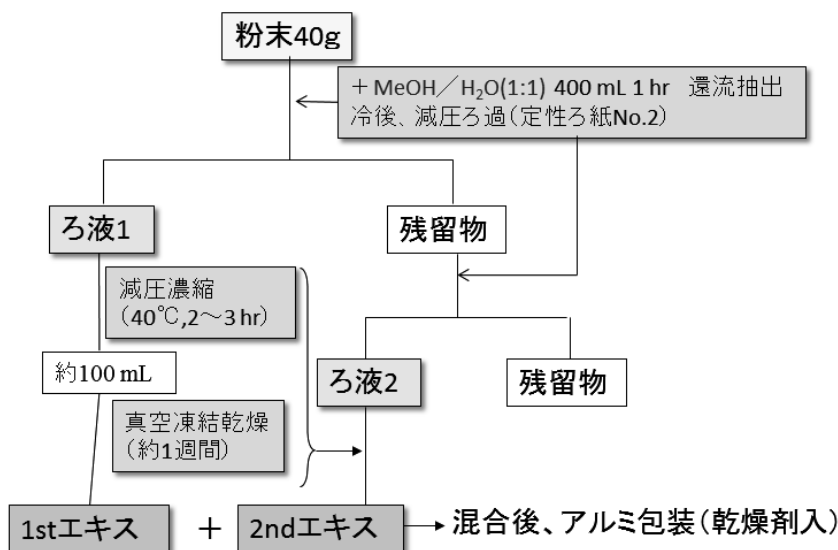 粉末40g
＋MeOH／H₂O(1:1) 400 mL 1 hr 還流抽出
冷後、減圧ろ過(定性ろ紙No.2)
ろ液1
残留物
減圧濃縮
(40℃,2～3 hr)
約100 mL
ろ液2
残留物
真空凍結乾燥
(約1週間)
1stエキス
+
2ndエキス
混合後、アルミ包装(乾燥剤入)